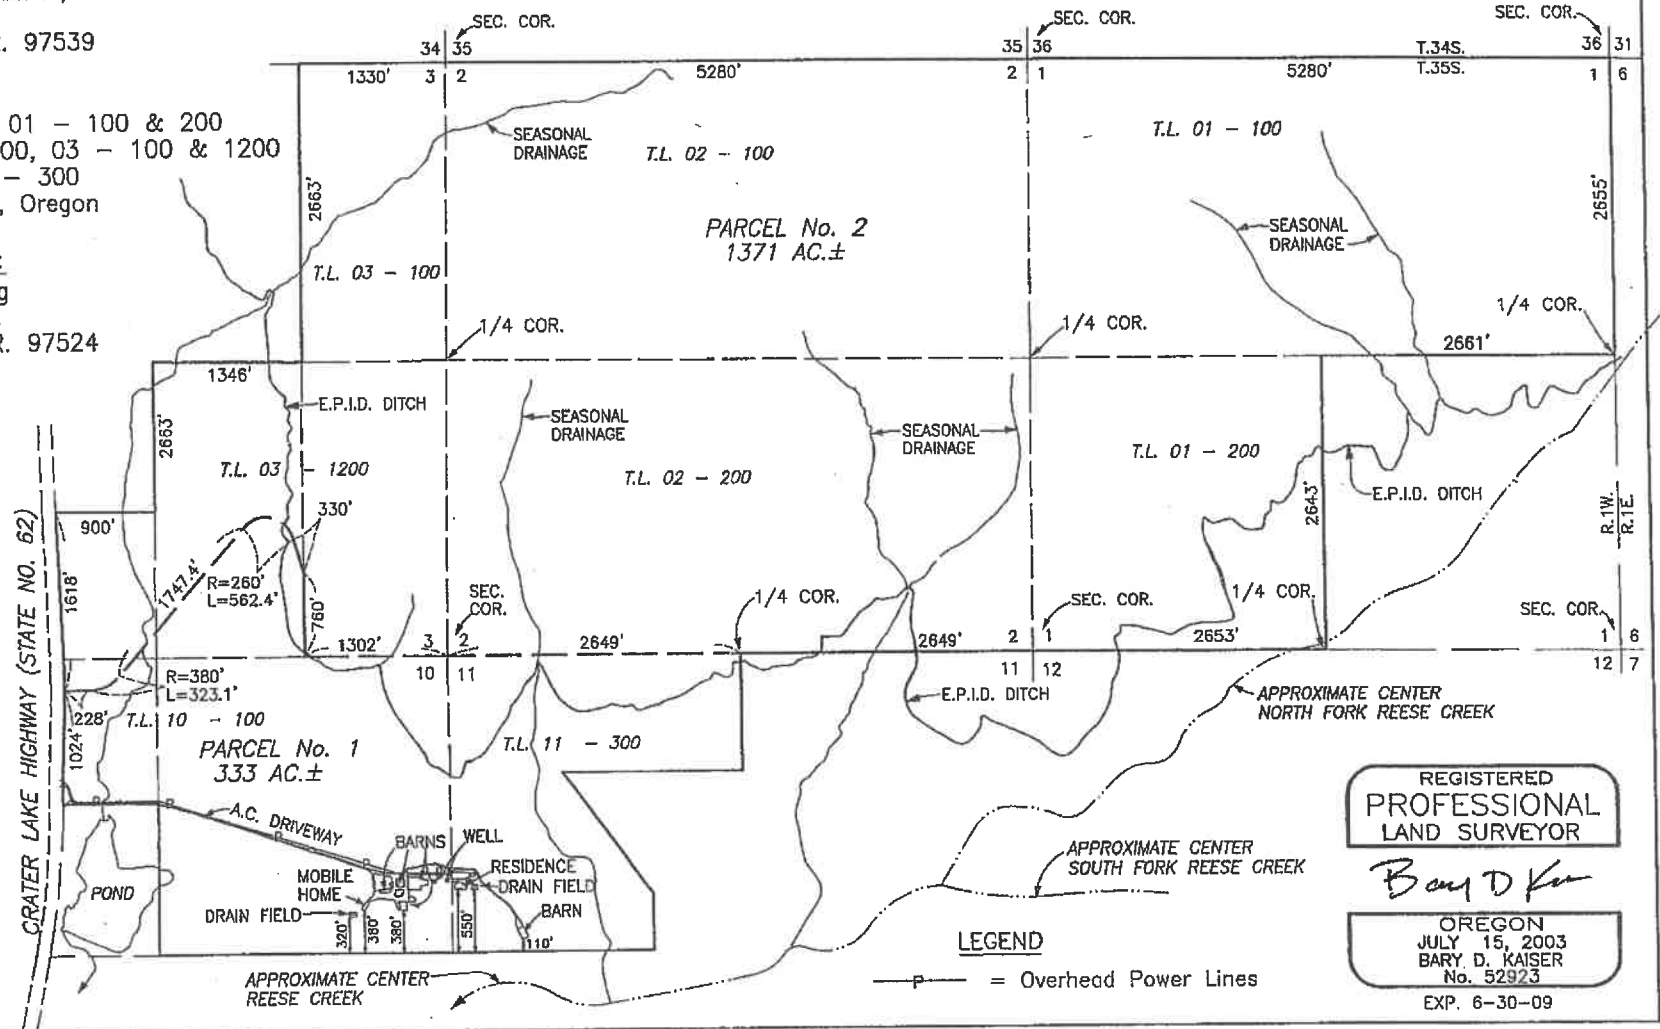 . 97539
01 - 100 & 200
00, 03 - 100 & 1200
- 300
, Oregon
g
R. 97524
SEC. COR.
SEC. COR.
SEC. COR.
34 35
35 36
T.34S.
36 31
1330'
3 2
5280'
2 1
5280'
T.35S.
1 6
SEASONAL
DRAINAGE
T.L. 02 - 100
T.L. 01 - 100
2663'
2655'
PARCEL No. 2
1371 AC.±
SEASONAL
DRAINAGE
T.L. 03 - 100
1/4 COR.
1/4 COR.
1/4 COR.
1346'
2661'
E.P.I.D. DITCH
SEASONAL
DRAINAGE
SEASONAL
DRAINAGE
2663'
T.L. 03 - 1200
T.L. 02 - 200
T.L. 01 - 200
E.P.I.D. DITCH
2643'
R.1W.
R.1E.
CRATER LAKE HIGHWAY (STATE NO. 62)
900'
330'
1618'
1747.4'
R=260'
L=562.4'
760'
SEC.
COR.
1/4 COR.
SEC. COR.
1/4 COR.
SEC. COR.
1302'
3 2
2649'
2649'
2 1
2653'
1 6
10 11
11 12
12 7
R=380'
L=323.1'
228'
T.L. 10 - 100
1024'
E.P.I.D. DITCH
APPROXIMATE CENTER
NORTH FORK REESE CREEK
PARCEL No. 1
333 AC.±
T.L. 11 - 300
A.C. DRIVEWAY
P
BARNS
WELL
MOBILE
HOME
RESIDENCE
DRAIN FIELD
POND
DRAIN FIELD
BARN
320'
380'
380'
550'
110'
APPROXIMATE CENTER
SOUTH FORK REESE CREEK
APPROXIMATE CENTER
REESE CREEK
LEGEND
P = Overhead Power Lines
REGISTERED
PROFESSIONAL
LAND SURVEYOR
OREGON
JULY 15, 2003
BARY D. KAISER
No. 52923
EXP. 6-30-09